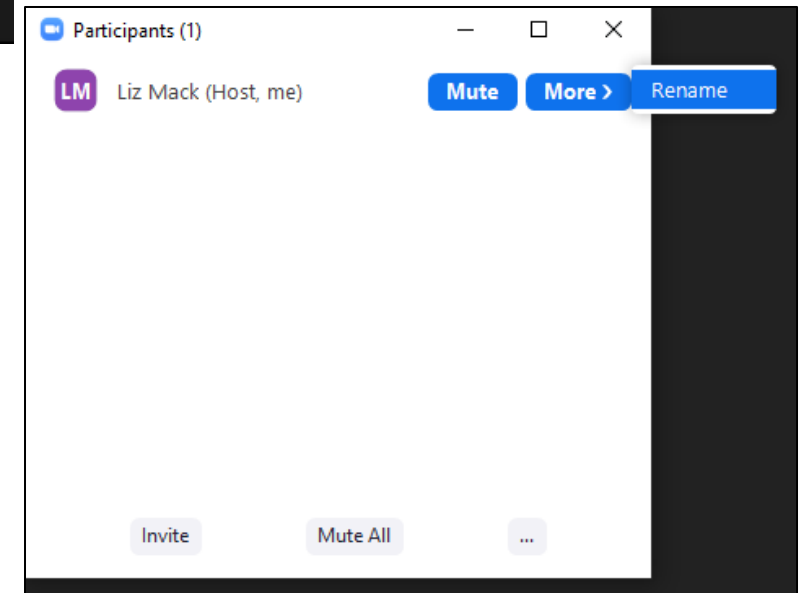 Participants (1)
LM Liz Mack (Host, me) Mute More > Rename
Invite Mute All ...